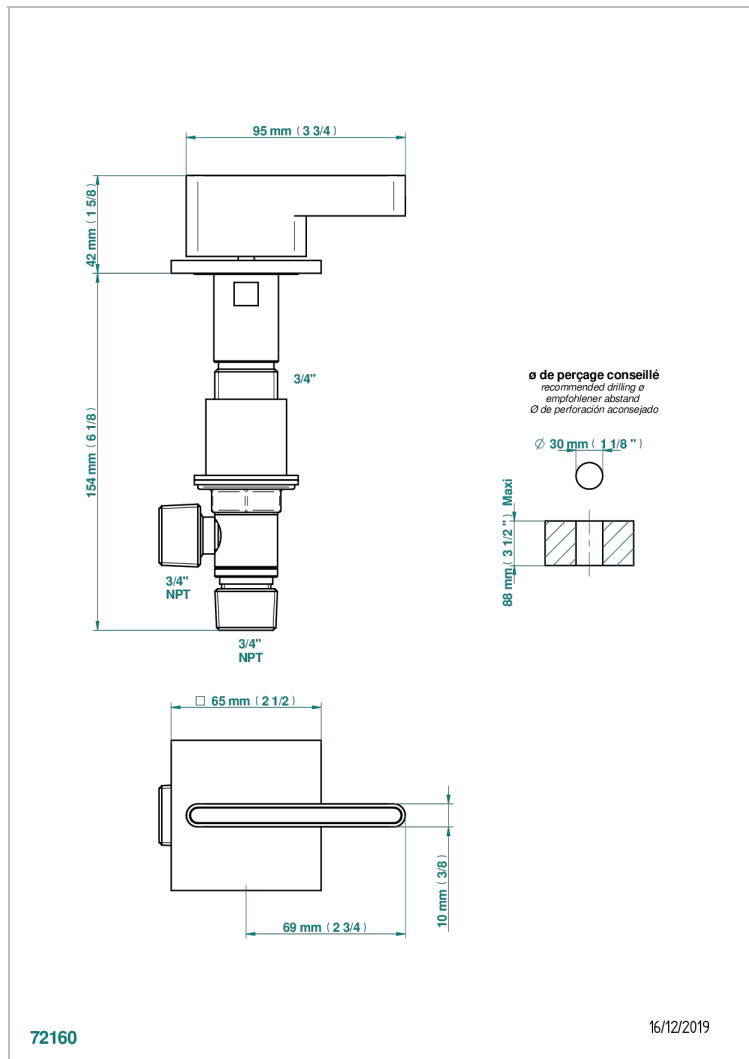 95 mm ( 3 3/4 )
42 mm ( 1 5/8 )
3/4"
154 mm ( 6 1/8 )
3/4"
NPT
3/4"
NPT
ø de perçage conseillé
recommended drilling ø
empfohlener abstand
Ø de perforación aconsejado
∅ 30 mm ( 1 1/8 " )
88 mm ( 3 1/2 " ) Maxi
□ 65 mm ( 2 1/2 )
10 mm ( 3/8 )
69 mm ( 2 3/4 )
72160
16/12/2019